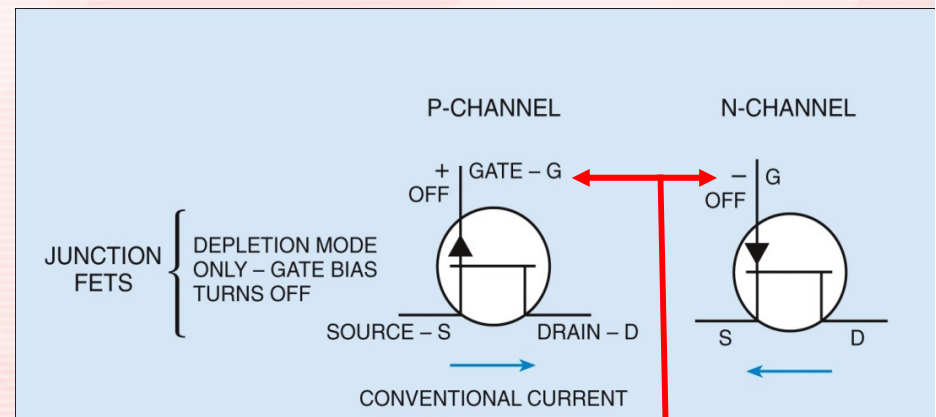 P-CHANNEL
N-CHANNEL
+ GATE – G
OFF
– G
OFF
JUNCTION
FETS
DEPLETION MODE
ONLY – GATE BIAS
TURNS OFF
SOURCE – S
DRAIN – D
S
D
CONVENTIONAL CURRENT